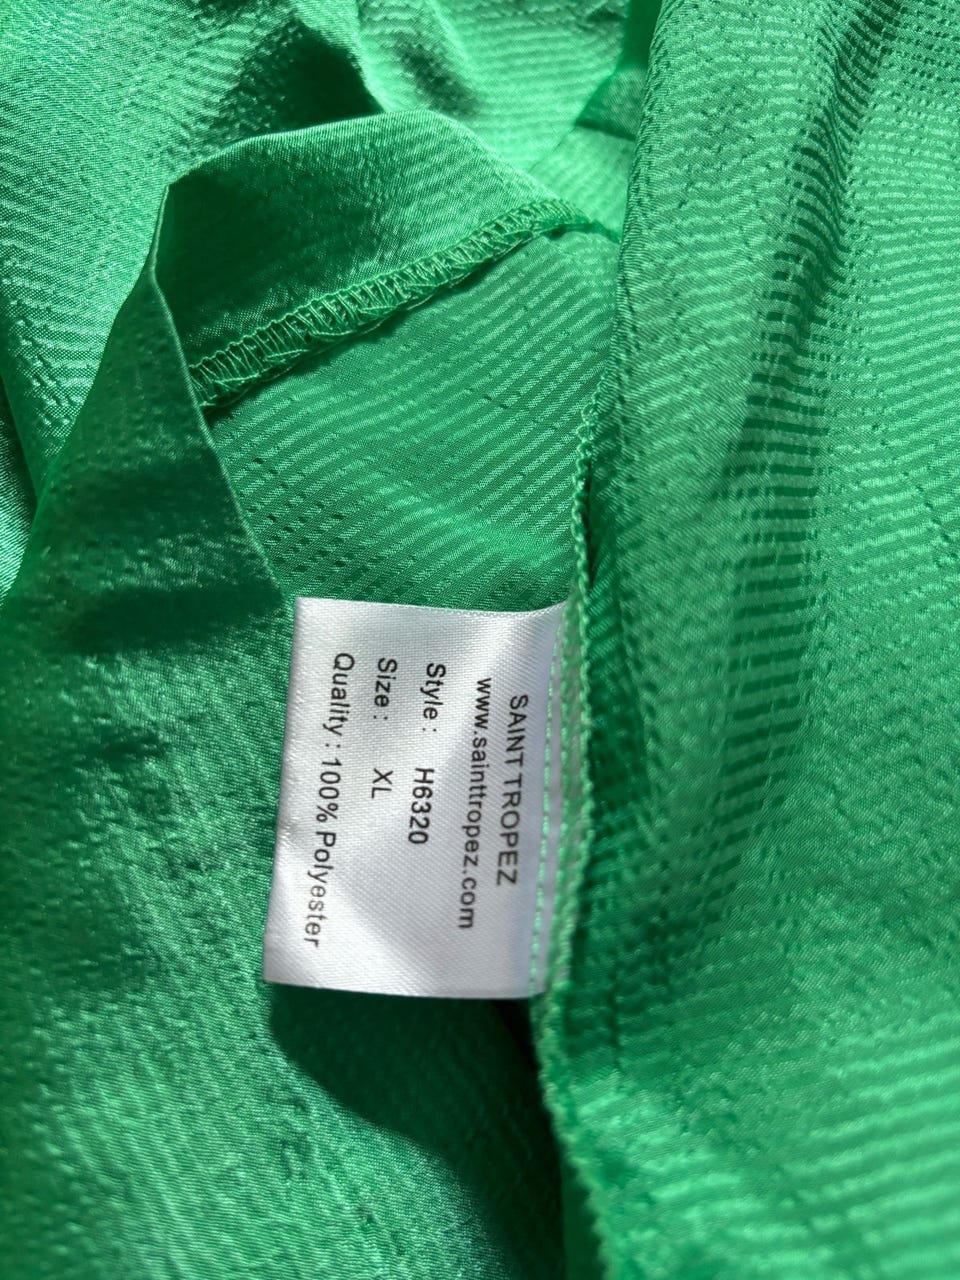 SAINT TROPEZ
www.sainttropez.com
Style : H6320
Size : XL
Quality : 100% Polyester